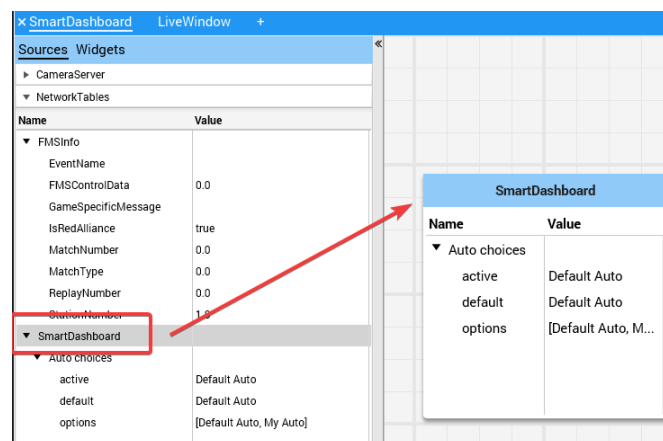 SmartDashboard LiveWindow +
Sources Widgets
CameraServer
NetworkTables
Name Value
FMSInfo
EventName
FMSControlData 0.0
GameSpecificMessage
IsRedAlliance true
MatchNumber 0.0
MatchType 0.0
ReplayNumber 0.0
StationNumber 1.0
SmartDashboard
Auto choices
active Default Auto
default Default Auto
options [Default Auto, My Auto]
SmartDashboard
Name Value
Auto choices
active Default Auto
default Default Auto
options [Default Auto, M...